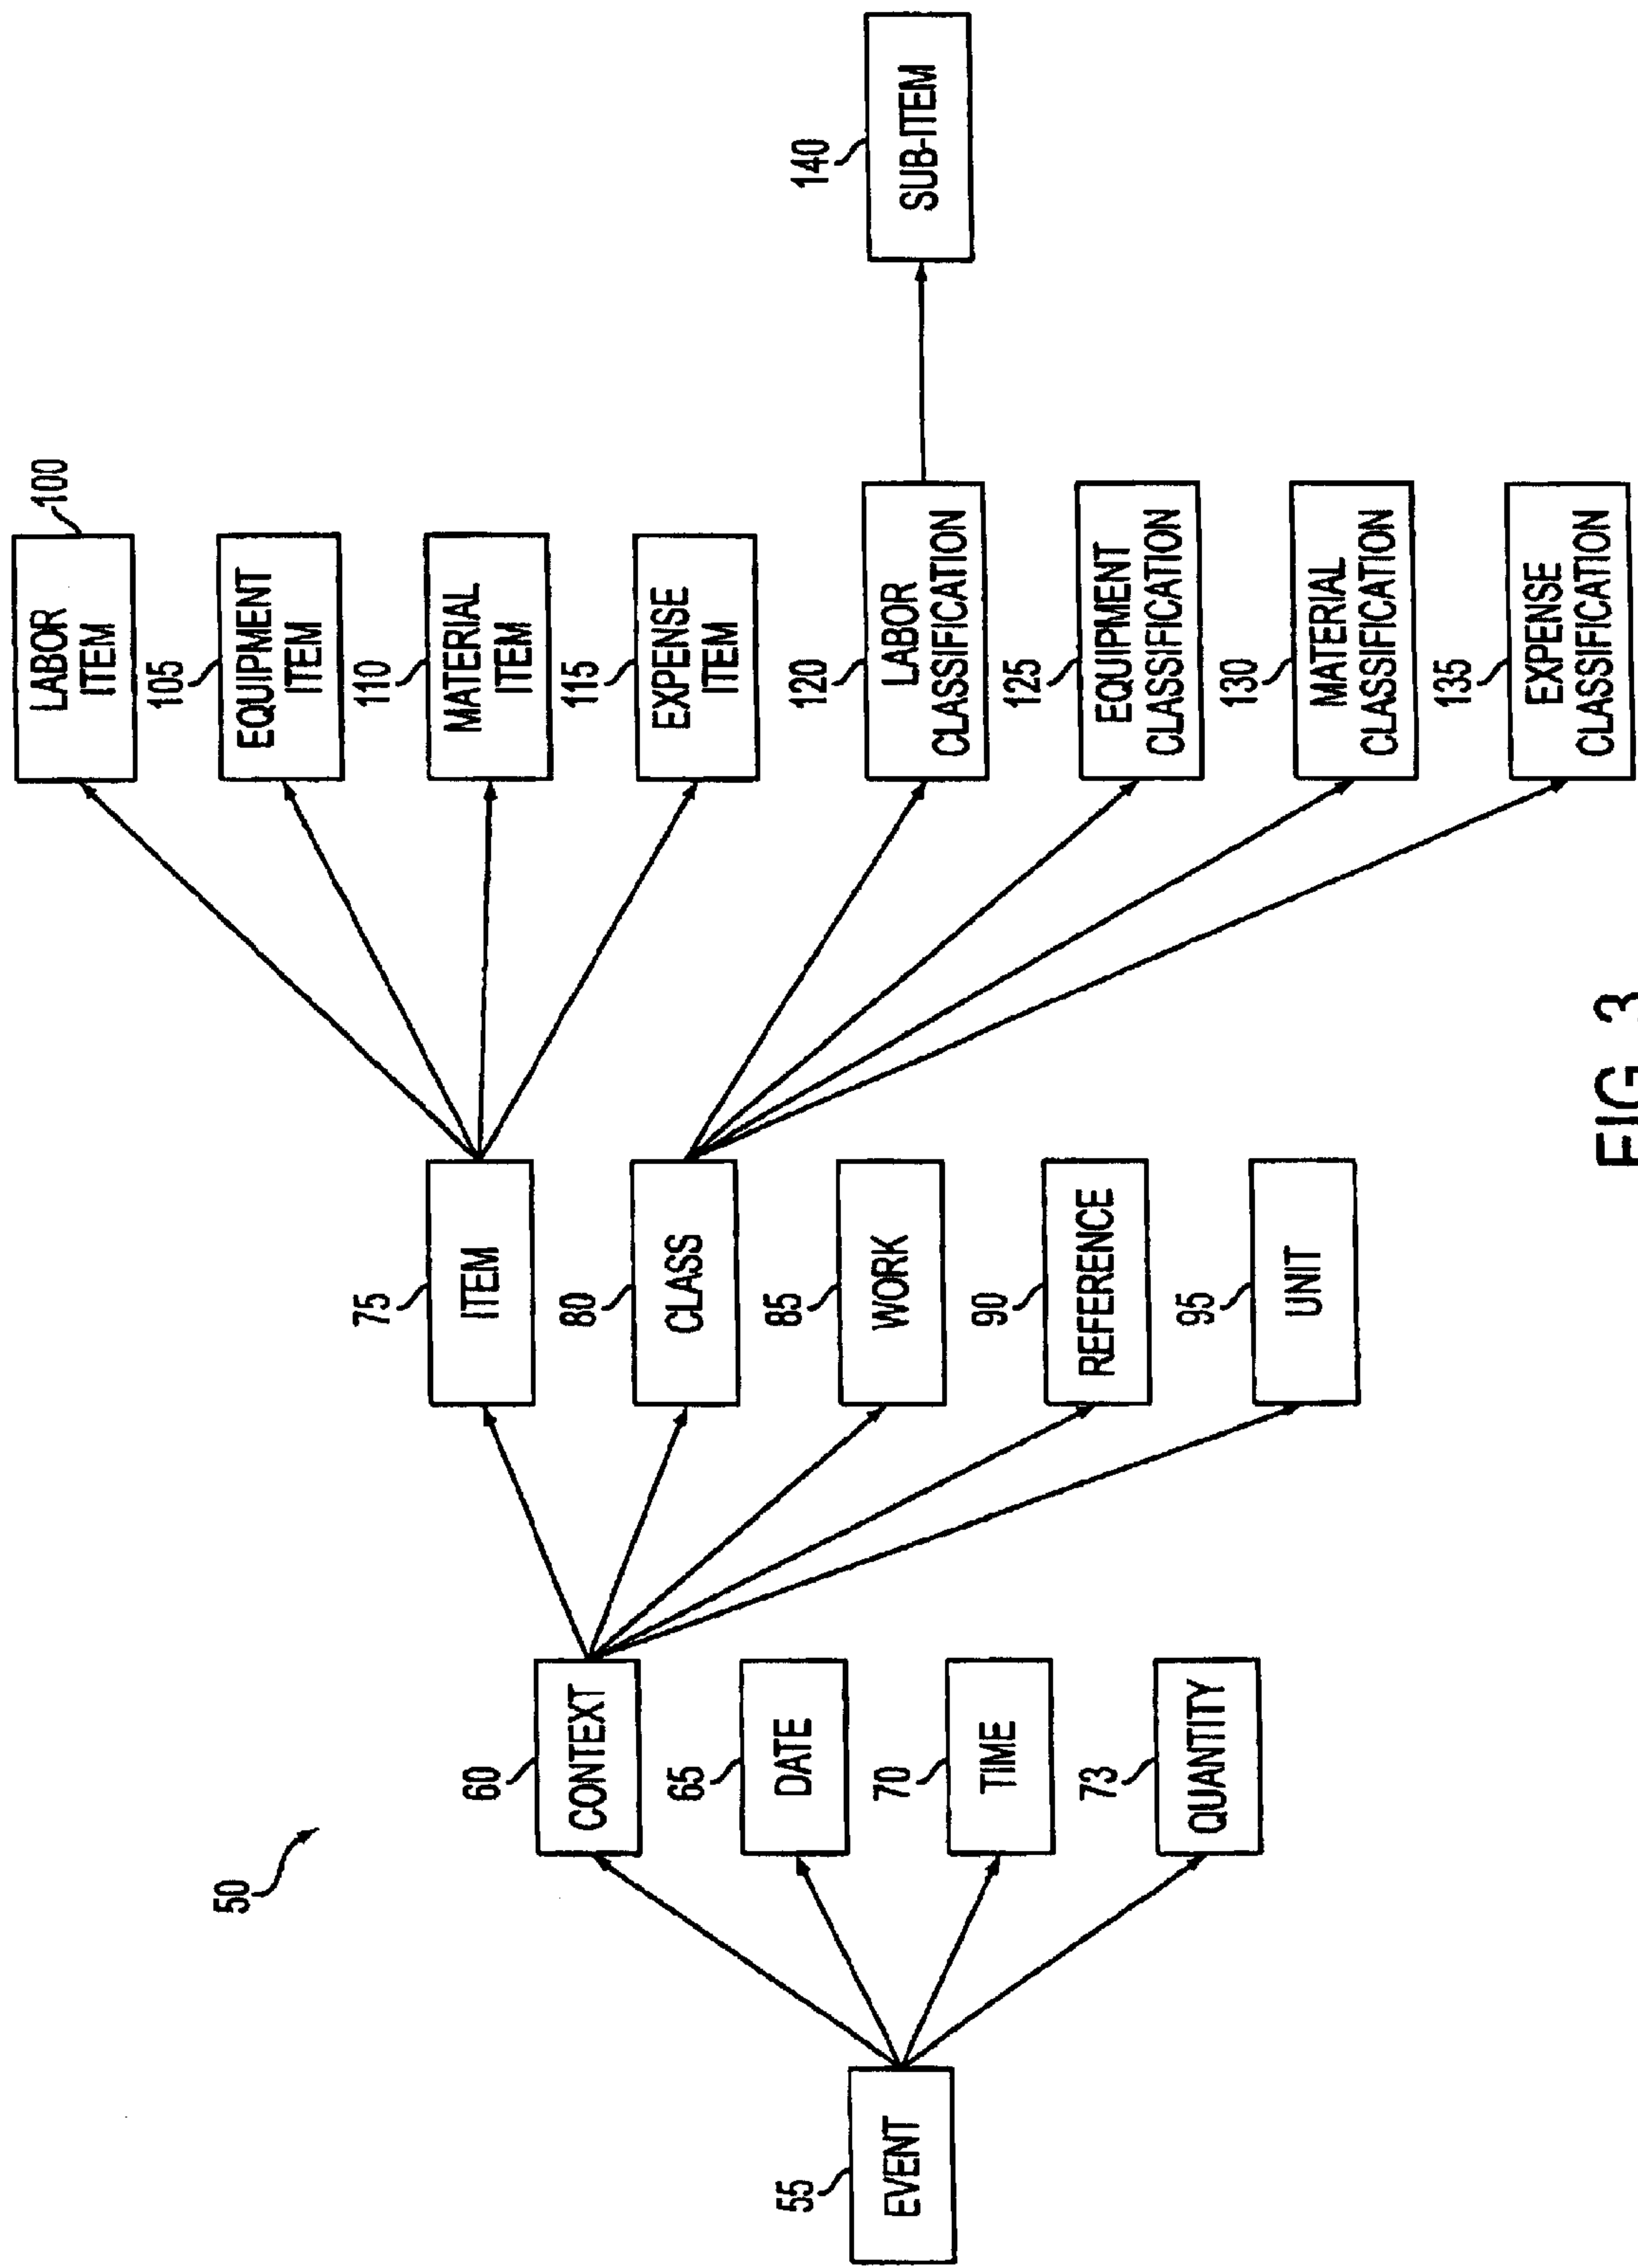 50
55
EVENT
60
CONTEXT
65
DATE
70
TIME
73
QUANTITY
75
ITEM
80
CLASS
85
WORK
90
REFERENCE
95
UNIT
100
LABOR
ITEM
105
EQUIPMENT
ITEM
110
MATERIAL
ITEM
115
EXPENSE
ITEM
120
LABOR
CLASSIFICATION
125
EQUIPMENT
CLASSIFICATION
130
MATERIAL
CLASSIFICATION
135
EXPENSE
CLASSIFICATION
140
SUB-ITEM
FIG. 3